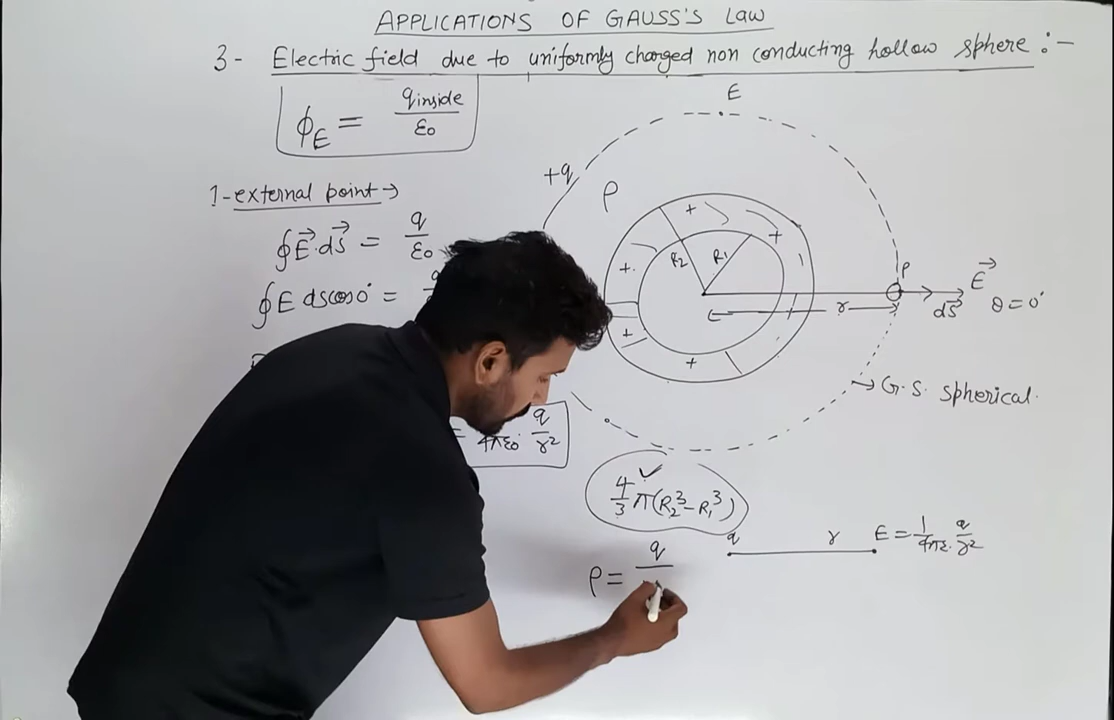 APPLICATIONS OF GAUSS'S LAW
3- Electric field due to uniformly charged non conducting hollow sphere :-
ϕE = qinside/ε0
E
+q
ρ
1-external point→
∮E⃗.ds⃗ = q/ε0
∮E dscos0° =
+
+
+
+
+
R2
R1
P
E⃗
r
ds⃗
θ=0°
→ G.S. spherical.
= 4πε0 . q/r²
4/3 π(R2³-R1³) ✓
ρ = q
q
r
E = 1/4πε. q/r²